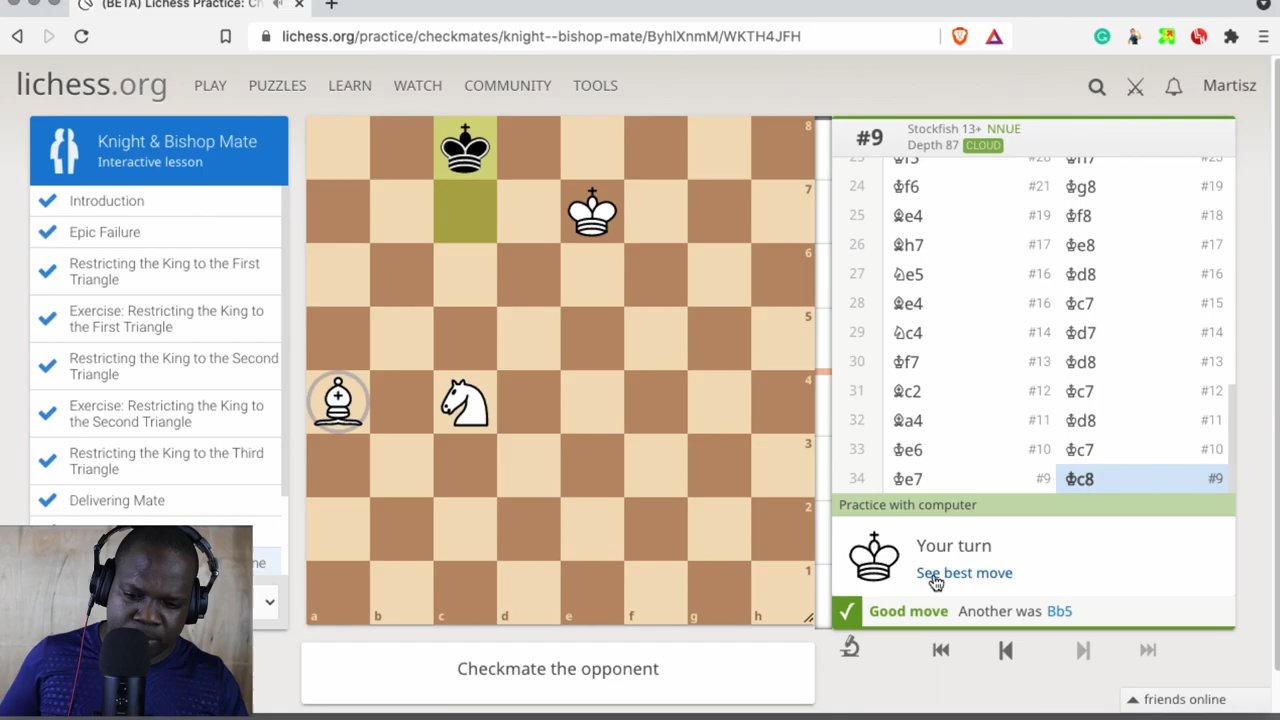 (BETA) Lichess Practice: Ch
lichess.org/practice/checkmates/knight--bishop-mate/ByhlXnmM/WKTH4JFH
lichess.org PLAY PUZZLES LEARN WATCH COMMUNITY TOOLS Martisz
Knight & Bishop Mate
Interactive lesson
Introduction
Epic Failure
Restricting the King to the First
Triangle
Exercise: Restricting the King to
the First Triangle
Restricting the King to the Second
Triangle
Exercise: Restricting the King to
the Second Triangle
Restricting the King to the Third
Triangle
Delivering Mate
8
7
6
5
4
3
2
1
a b c d e f g h
Checkmate the opponent
#9 Stockfish 13+ NNUE
Depth 87 CLOUD
24 ♔f6 #21 ♔g8 #19
25 ♗e4 #19 ♔f8 #18
26 ♗h7 #17 ♔e8 #17
27 ♘e5 #16 ♔d8 #16
28 ♗e4 #16 ♔c7 #15
29 ♘c4 #14 ♔d7 #14
30 ♔f7 #13 ♔d8 #13
31 ♗c2 #12 ♔c7 #12
32 ♗a4 #11 ♔d8 #11
33 ♔e6 #10 ♔c7 #10
34 ♔e7 #9 ♔c8 #9
Practice with computer
Your turn
See best move
Good move Another was Bb5
friends online